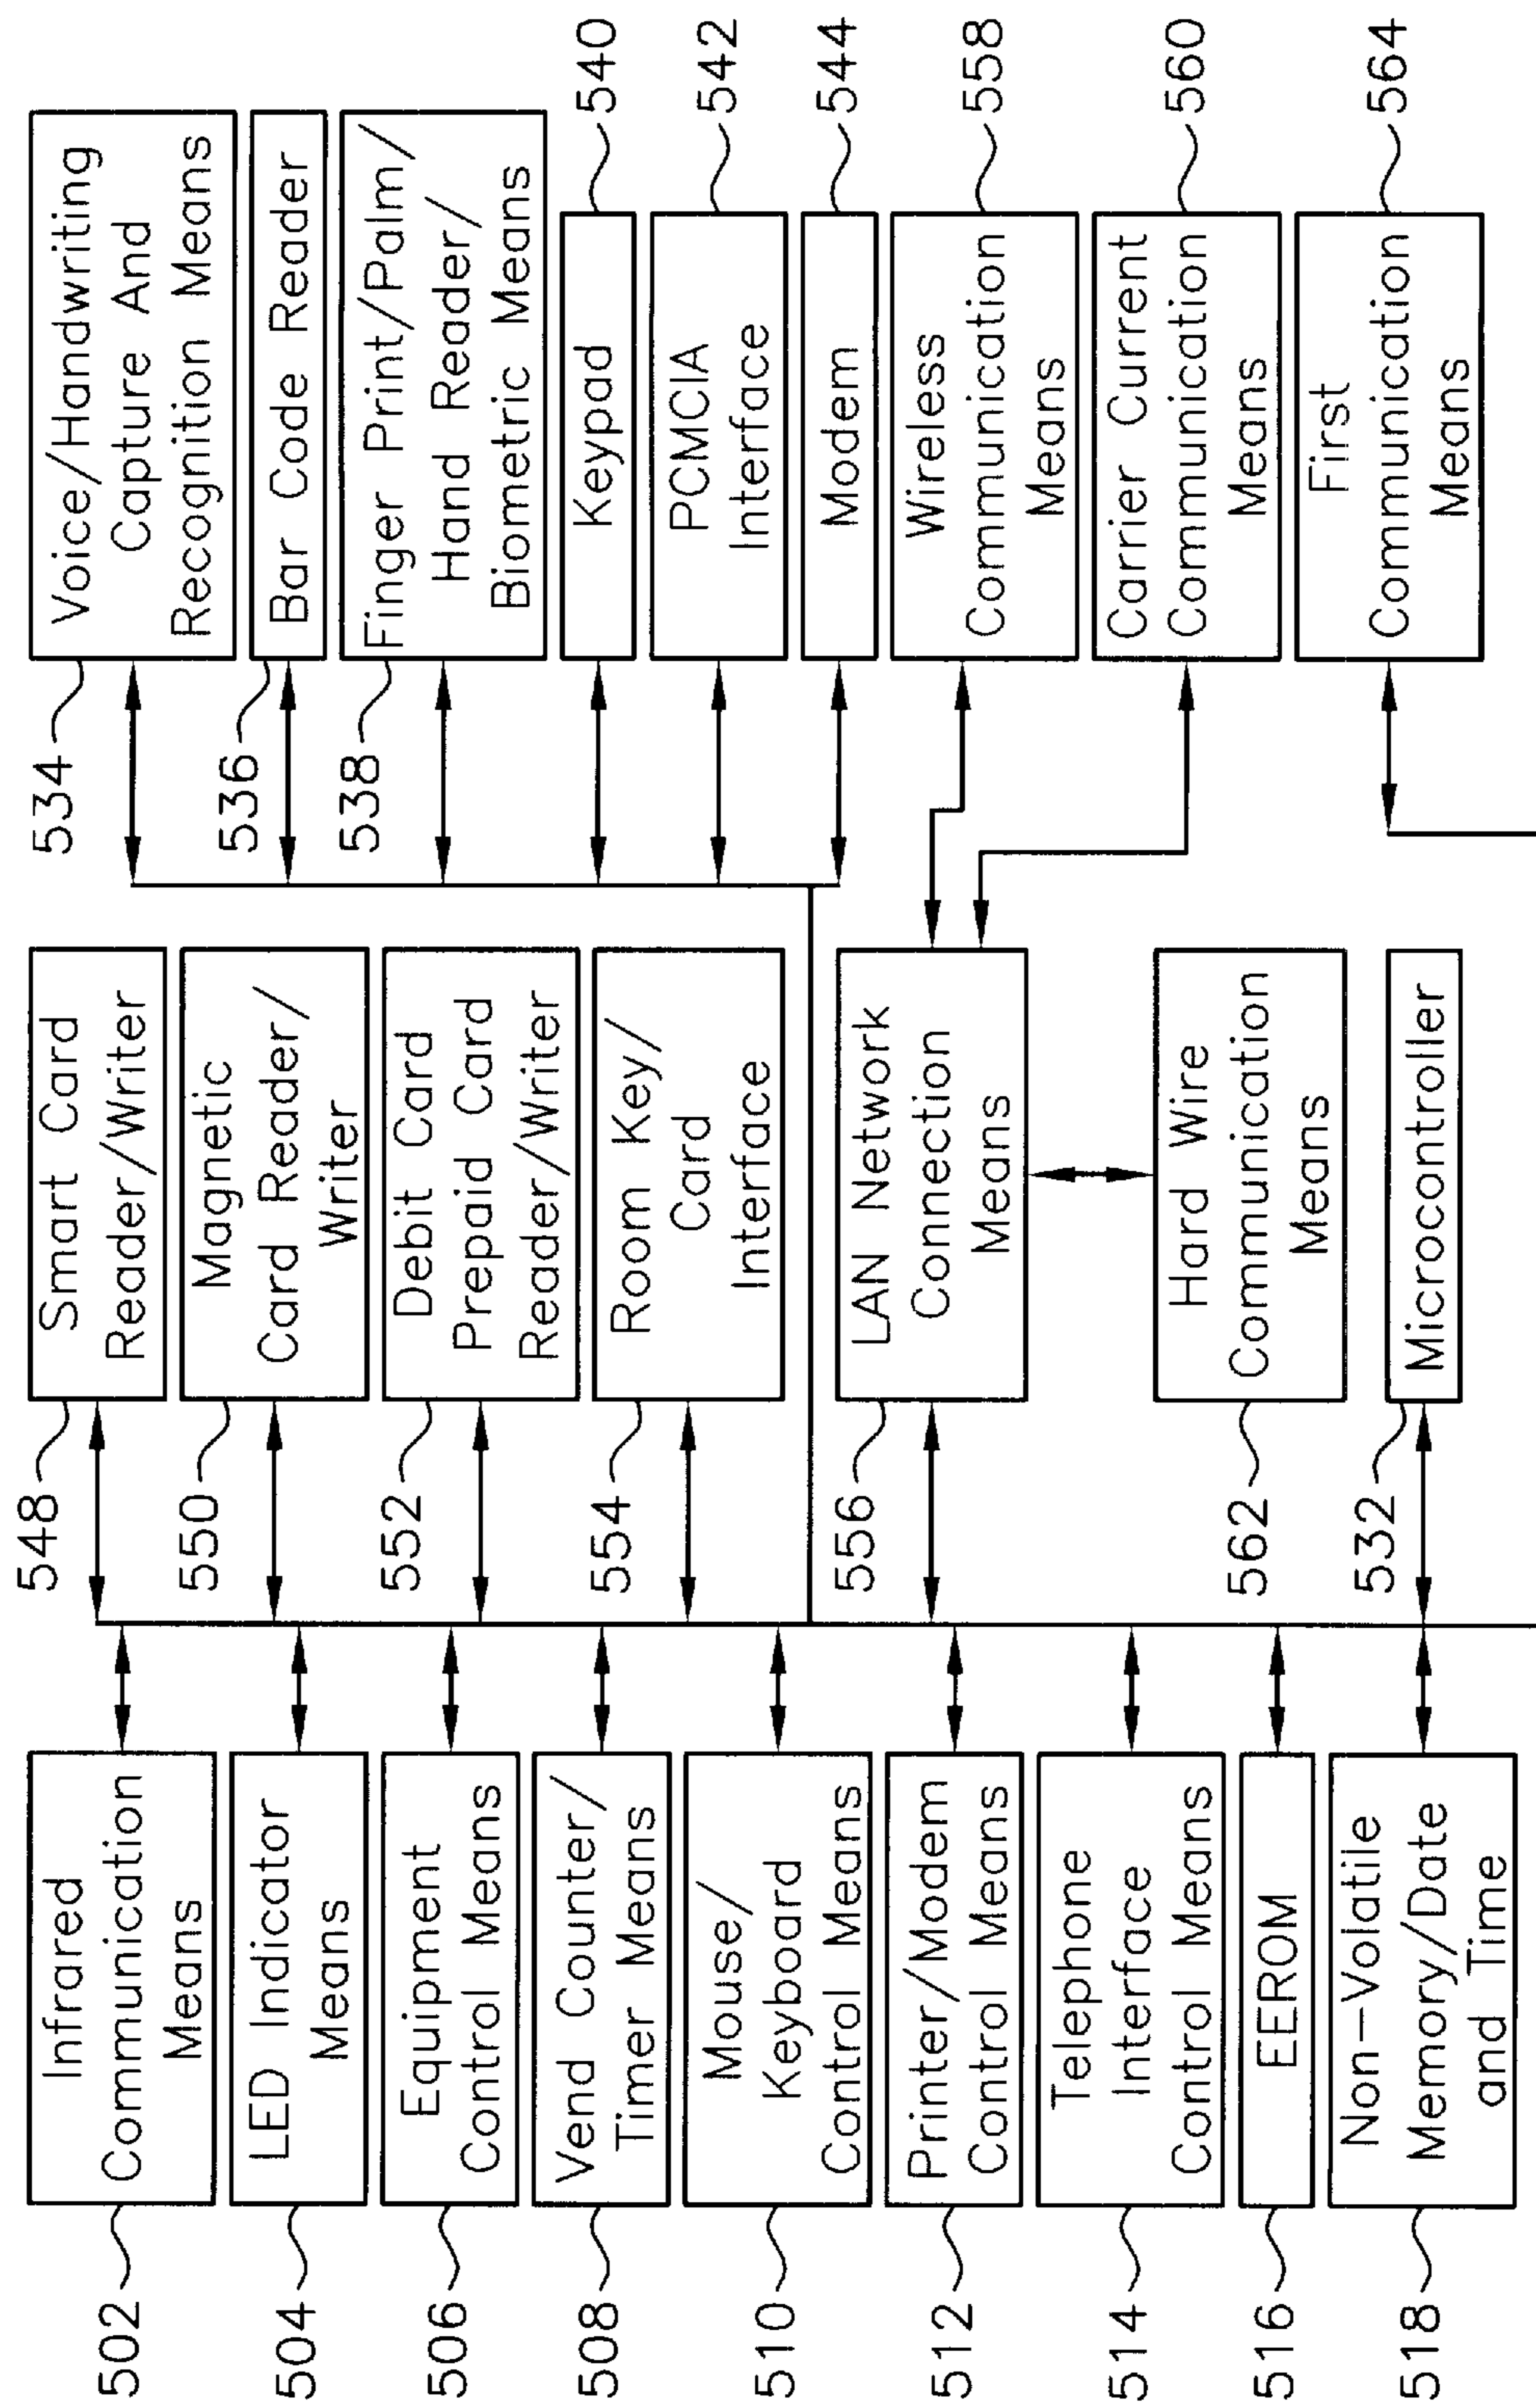 502
Infrared
Communication
Means
504
LED Indicator
Means
506
Equipment
Control Means
508
Vend Counter/
Timer Means
510
Mouse/
Keyboard
Control Means
512
Printer/Modem
Control Means
514
Telephone
Interface
Control Means
516
EEROM
518
Non-Volatile
Memory/Date
and Time
548
Smart Card
Reader/Writer
550
Magnetic
Card Reader/
Writer
552
Debit Card
Prepaid Card
Reader/Writer
554
Room Key/
Card
Interface
556
LAN Network
Connection
Means
562
Hard Wire
Communication
Means
532
Microcontroller
534
Voice/Handwriting
Capture And
Recognition Means
536
Bar Code Reader
538
Finger Print/Palm/
Hand Reader/
Biometric Means
Keypad
540
PCMCIA
Interface
542
Modem
544
Wireless
Communication
Means
558
Carrier Current
Communication
Means
560
First
Communication
Means
564